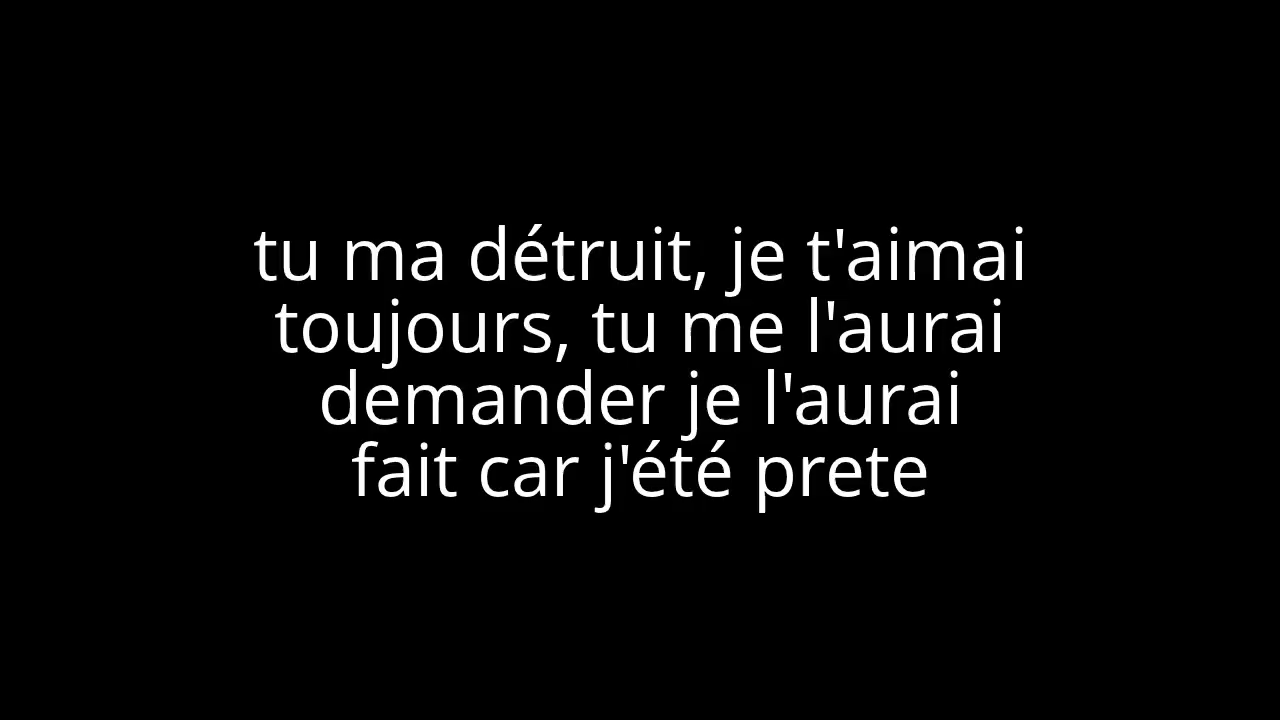 tu ma détruit, je t'aimai
toujours, tu me l'aurai
demander je l'aurai
fait car j'été prete